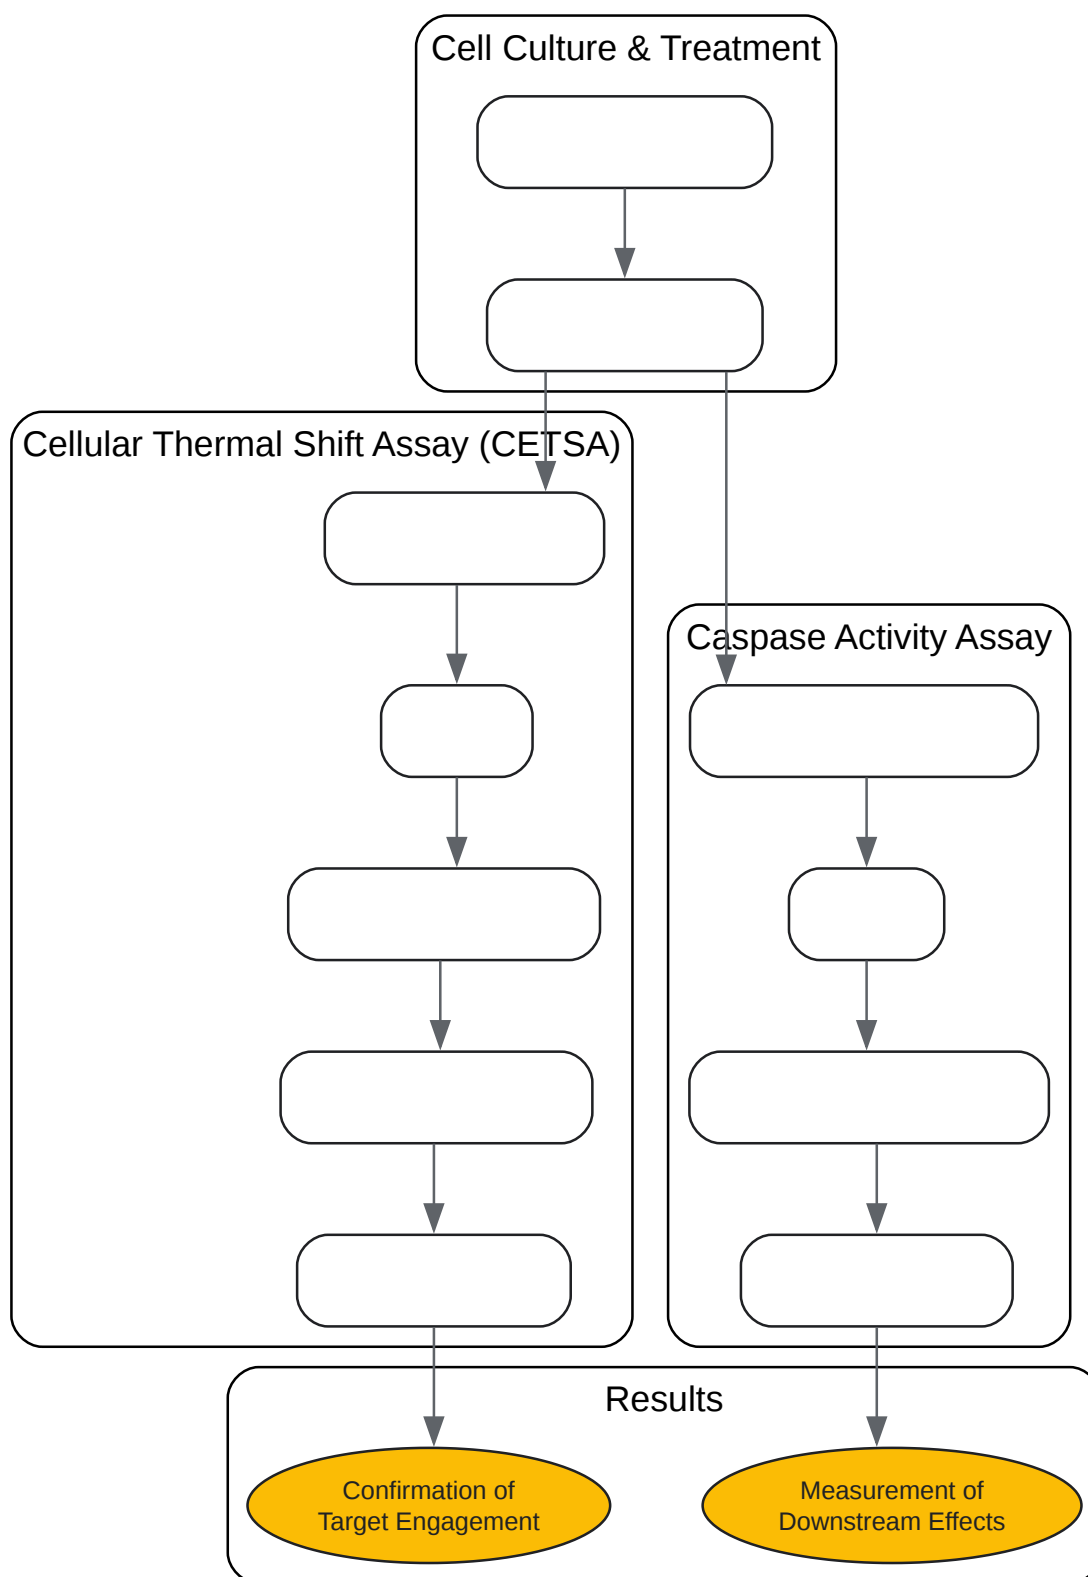 Cell Culture & Treatment
Cellular Thermal Shift Assay (CETSA)
Caspase Activity Assay
Results
Confirmation of
Target Engagement
Measurement of
Downstream Effects